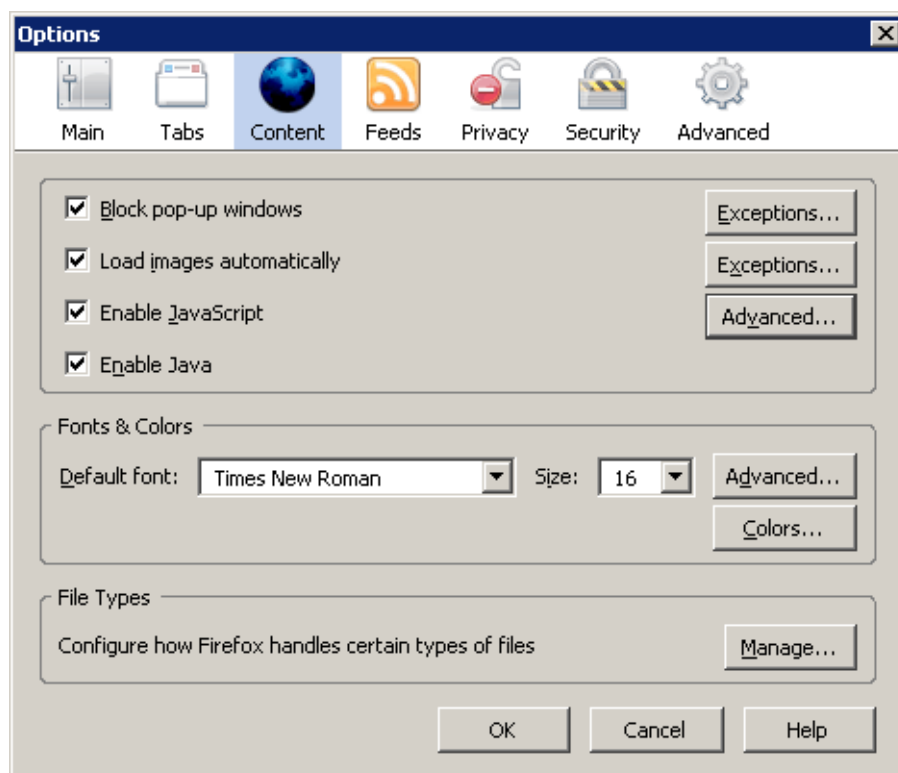 Options
Main Tabs Content Feeds Privacy Security Advanced
Block pop-up windows Exceptions...
Load images automatically Exceptions...
Enable JavaScript Advanced...
Enable Java
Fonts & Colors
Default font: Times New Roman Size: 16 Advanced...
Colors...
File Types
Configure how Firefox handles certain types of files Manage...
OK Cancel Help